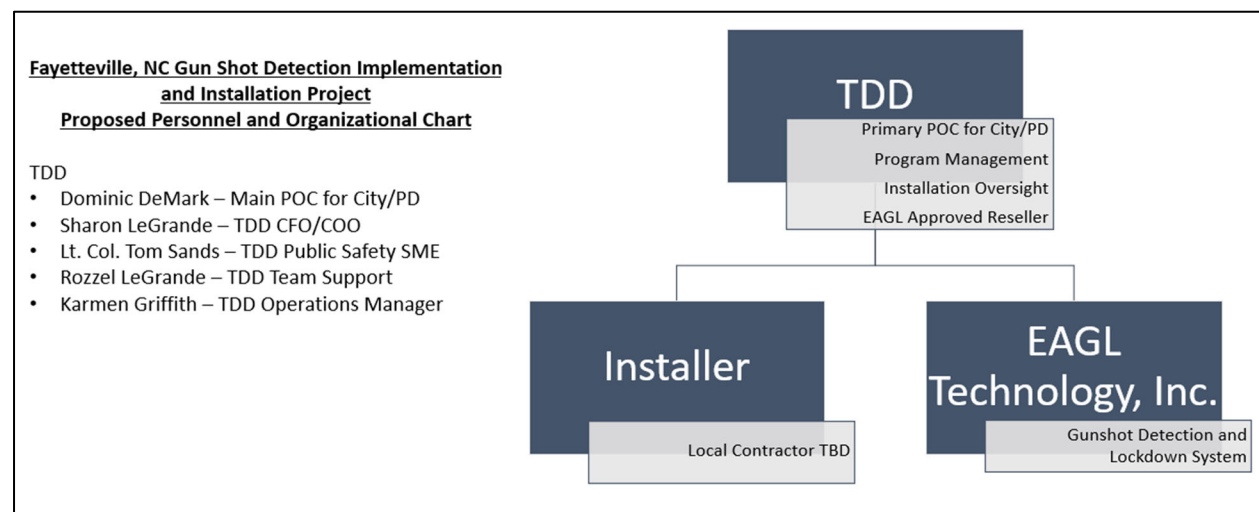 Fayetteville, NC Gun Shot Detection Implementation
and Installation Project
Proposed Personnel and Organizational Chart
TDD
• Dominic DeMark – Main POC for City/PD
• Sharon LeGrande – TDD CFO/COO
• Lt. Col. Tom Sands – TDD Public Safety SME
• Rozzel LeGrande – TDD Team Support
• Karmen Griffith – TDD Operations Manager
TDD
Primary POC for City/PD
Program Management
Installation Oversight
EAGL Approved Reseller
Installer
Local Contractor TBD
EAGL
Technology, Inc.
Gunshot Detection and
Lockdown System